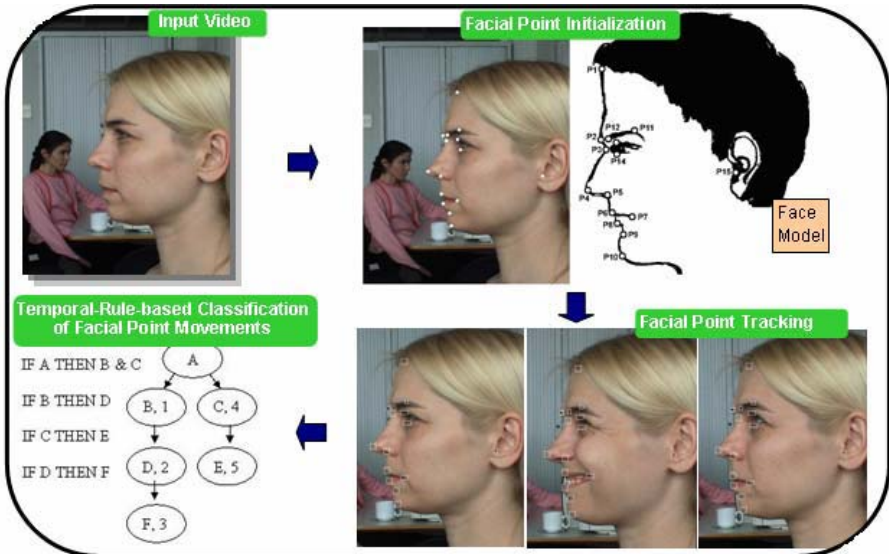 Input Video
Facial Point Initialization
P1
P2
P12
P11
P3
P14
P15
P4
P5
P6
P7
P8
P9
P10
Face
Model
Temporal-Rule-based Classification
of Facial Point Movements
Facial Point Tracking
IF A THEN B & C
A
IF B THEN D
B, 1
C, 4
IF C THEN E
IF D THEN F
D, 2
E, 5
F, 3